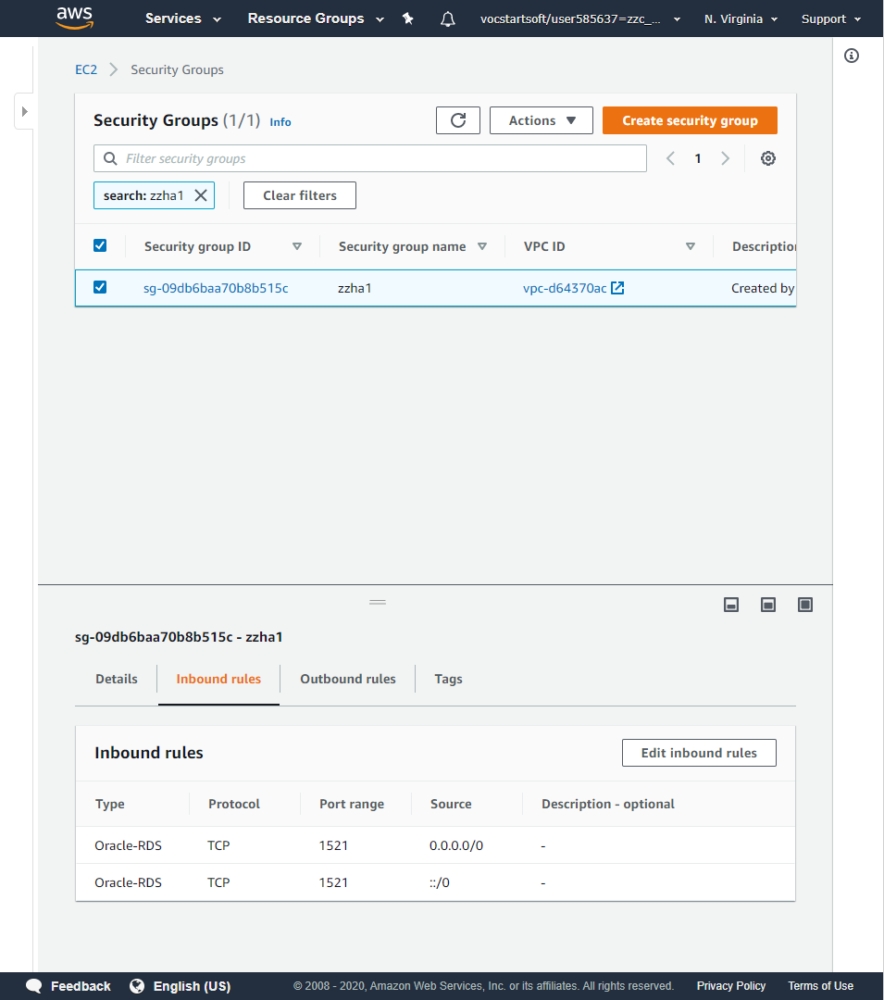 aws Services Resource Groups vocstartsoft/user585637=zzc_... N. Virginia Support
EC2 Security Groups
Security Groups (1/1) Info Actions Create security group
Filter security groups 1
search: zzha1 Clear filters
Security group ID Security group name VPC ID Descriptio
sg-09db6baa70b8b515c zzha1 vpc-d64370ac Created by
sg-09db6baa70b8b515c - zzha1
Details Inbound rules Outbound rules Tags
Inbound rules Edit inbound rules
Type Protocol Port range Source Description - optional
Oracle-RDS TCP 1521 0.0.0.0/0 -
Oracle-RDS TCP 1521 ::/0 -
Feedback English (US) © 2008 - 2020, Amazon Web Services, Inc. or its affiliates. All rights reserved. Privacy Policy Terms of Use